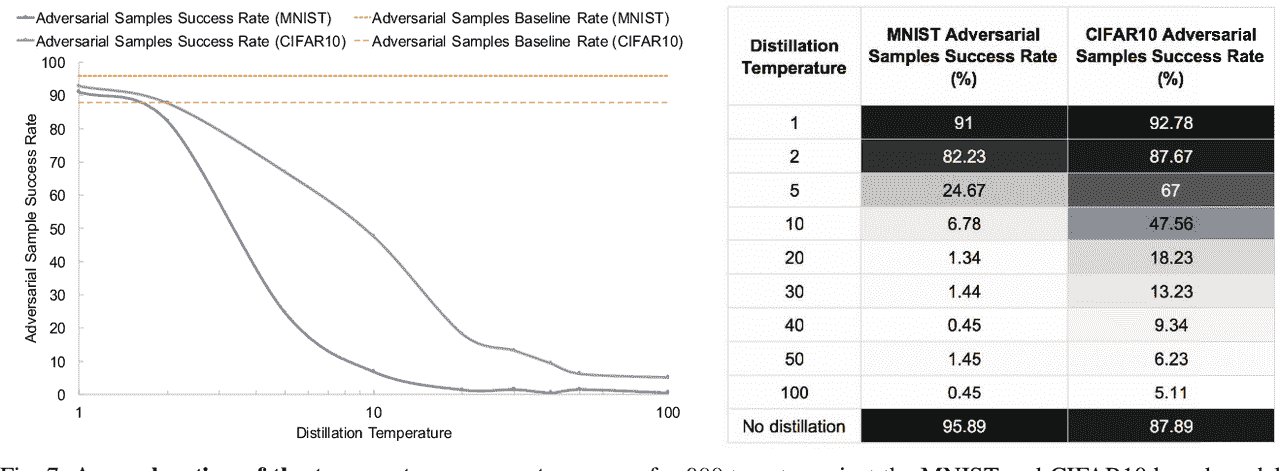 Adversarial Samples Success Rate (MNIST) Adversarial Samples Baseline Rate (MNIST)
Adversarial Samples Success Rate (CIFAR10) Adversarial Samples Baseline Rate (CIFAR10)
100
90
80
70
60
50
40
30
20
10
0
Adversarial Sample Success Rate
1 10 100
Distillation Temperature
Distillation Temperature
MNIST Adversarial Samples Success Rate (%)
CIFAR10 Adversarial Samples Success Rate (%)
1 91 92.78
2 82.23 87.67
5 24.67 67
10 6.78 47.56
20 1.34 18.23
30 1.44 13.23
40 0.45 9.34
50 1.45 6.23
100 0.45 5.11
No distillation 95.89 87.89